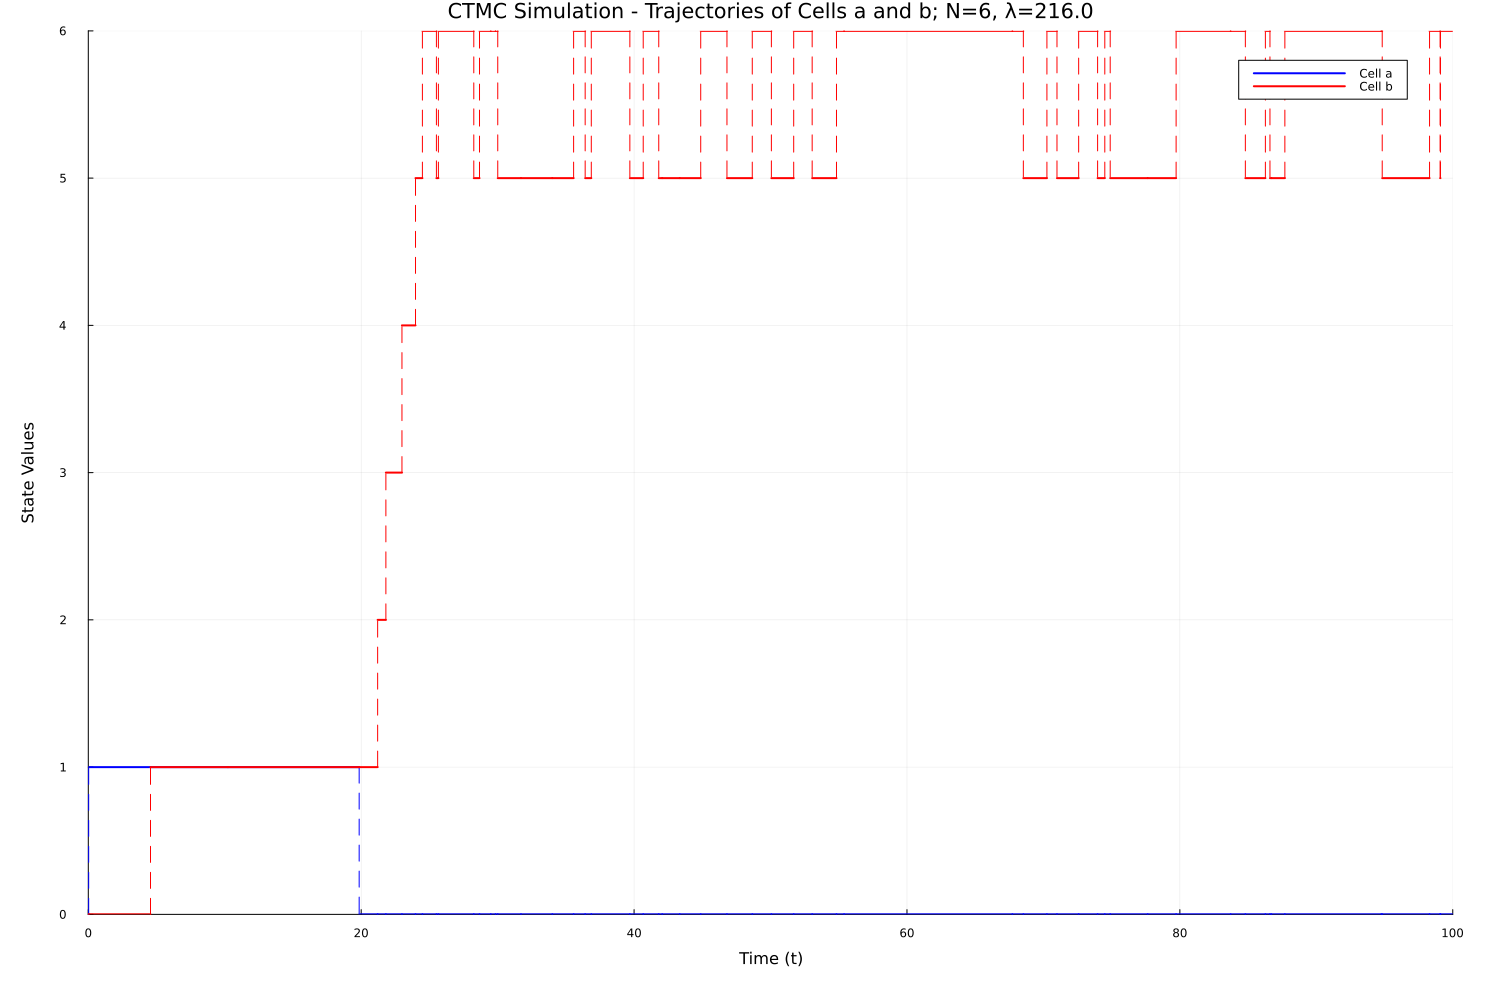 CTMC Simulation - Trajectories of Cells a and b; N=6, λ=216.0
6
Cell a
Cell b
5
4
State Values
3
2
1
0
0 20 40 60 80 100
Time (t)